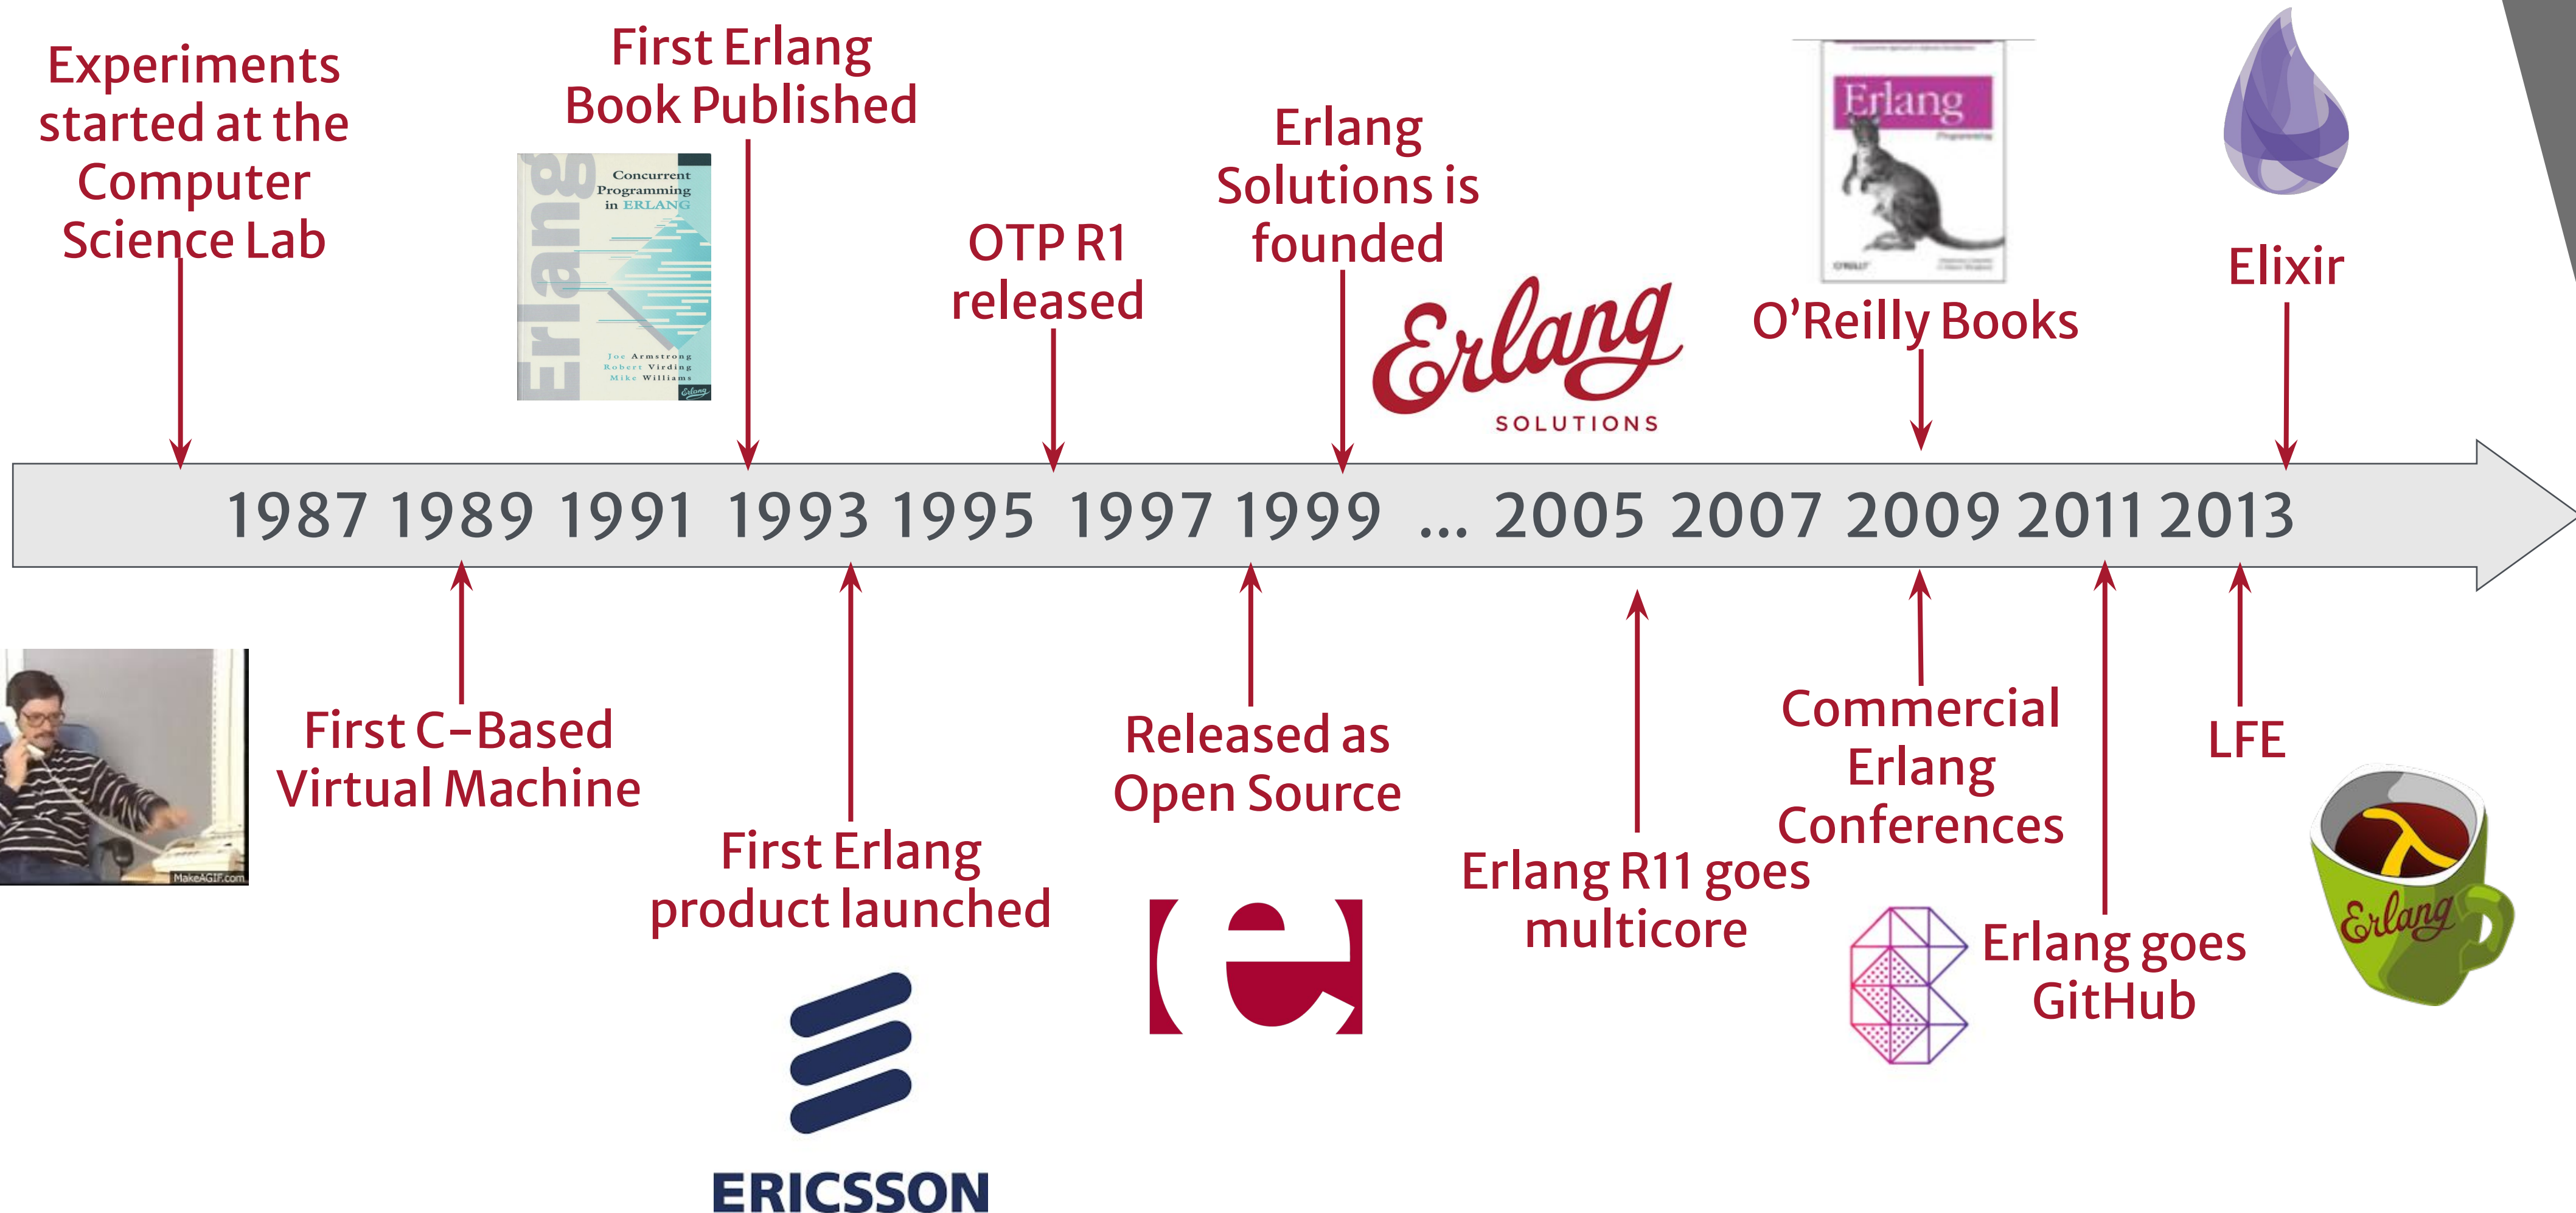 Experiments
started at the
Computer
Science Lab
First Erlang
Book Published
Erlang
Concurrent
Programming
in ERLANG
Joe Armstrong
Robert Virding
Mike Williams
Erlang
OTP R1
released
Erlang
Solutions is
founded
Erlang
SOLUTIONS
Erlang
Programming
O'REILLY
O’Reilly Books
Elixir
1987 1989 1991 1993 1995 1997 1999 ... 2005 2007 2009 2011 2013
MakeAGIF.com
First C-Based
Virtual Machine
First Erlang
product launched
ERICSSON
Released as
Open Source
e
Erlang R11 goes
multicore
Commercial
Erlang
Conferences
Erlang goes
GitHub
LFE
λ
Erlang